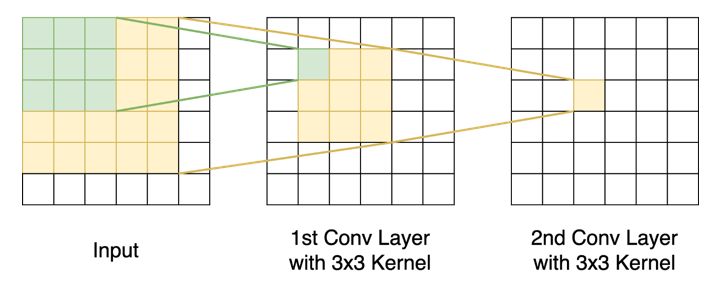 Input
1st Conv Layer
with 3x3 Kernel
2nd Conv Layer
with 3x3 Kernel